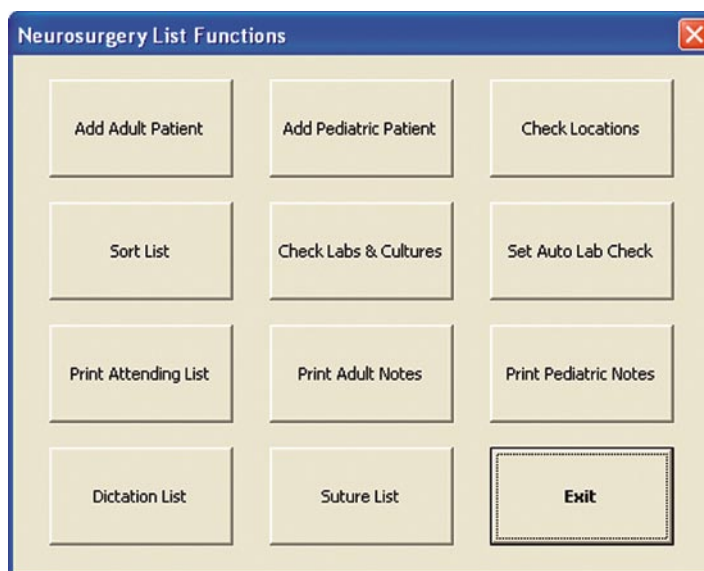 Neurosurgery List Functions
Add Adult Patient
Add Pediatric Patient
Check Locations
Sort List
Check Labs & Cultures
Set Auto Lab Check
Print Attending List
Print Adult Notes
Print Pediatric Notes
Dictation List
Suture List
Exit